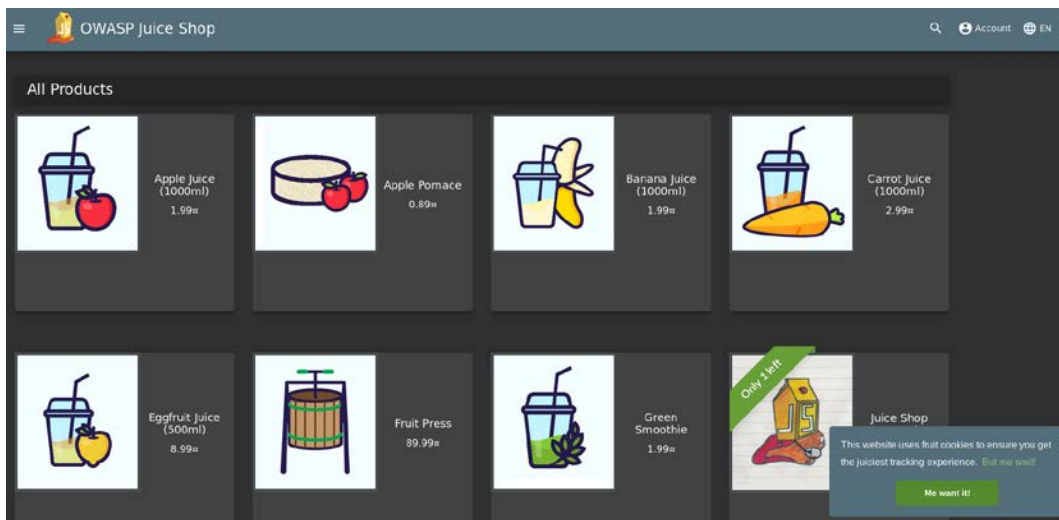 OWASP Juice Shop
Account
EN
All Products
Apple Juice
(1000ml)
1.99¤
Apple Pomace
0.89¤
Banana Juice
(1000ml)
1.99¤
Carrot Juice
(1000ml)
2.99¤
Eggfruit Juice
(500ml)
8.99¤
Fruit Press
89.99¤
Green
Smoothie
1.99¤
Only 1 left
JS
Juice Shop
This website uses fruit cookies to ensure you get
the juiciest tracking experience. But me wait!
Me want it!